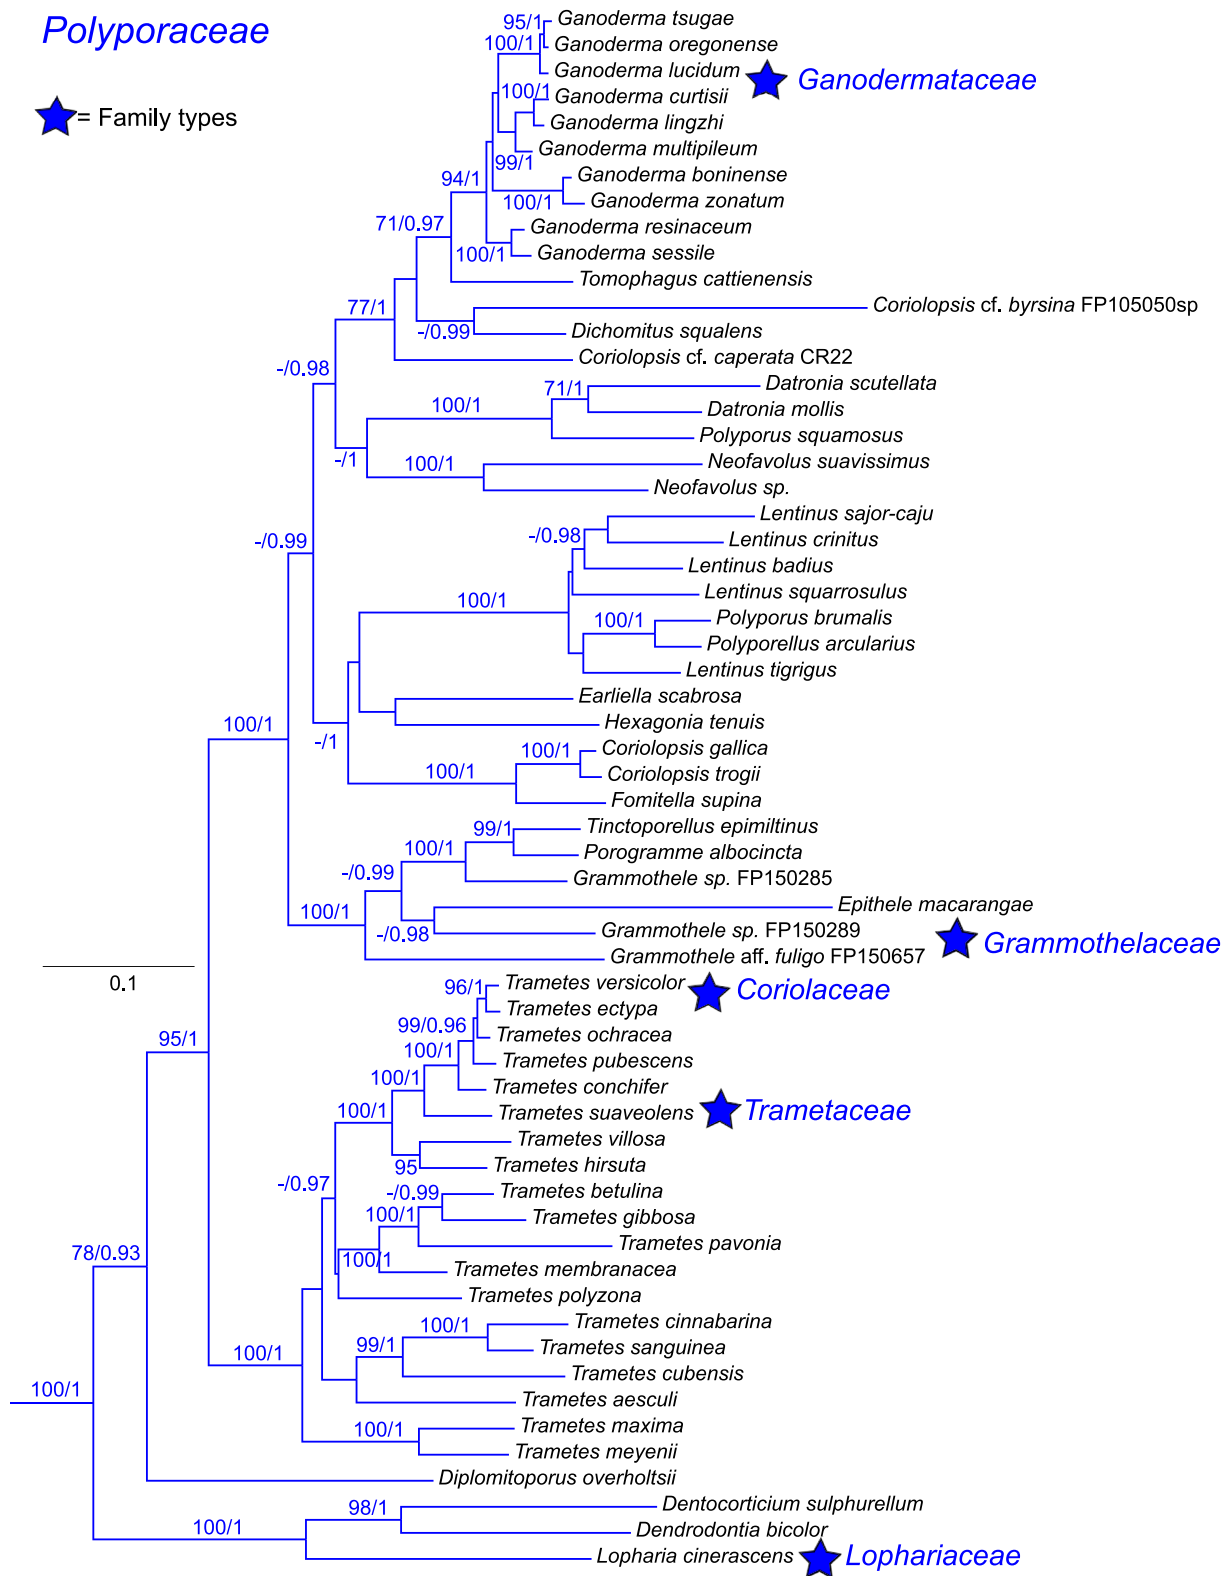 Polyporaceae
= Family types
95/1
Ganoderma tsugae
100/1
Ganoderma oregonense
Ganoderma lucidum
Ganodermataceae
100/1
Ganoderma curtisii
Ganoderma lingzhi
Ganoderma multipileum
99/1
94/1
Ganoderma boninense
100/1
Ganoderma zonatum
71/0.97
Ganoderma resinaceum
100/1
Ganoderma sessile
Tomophagus cattienensis
77/1
Coriolopsis cf. byrsina FP105050sp
-/0.99
Dichomitus squalens
Coriolopsis cf. caperata CR22
-/0.98
Datronia scutellata
71/1
100/1
Datronia mollis
Polyporus squamosus
-/1
100/1
Neofavolus suavissimus
Neofavolus sp.
Lentinus sajor-caju
-/0.98
Lentinus crinitus
-/0.99
Lentinus badius
100/1
Lentinus squarrosulus
100/1
Polyporus brumalis
Polyporellus arcularius
Lentinus tigrigus
Earliella scabrosa
100/1
Hexagonia tenuis
-/1
100/1
Coriolopsis gallica
100/1
Coriolopsis trogii
Fomitella supina
99/1
Tinctoporellus epimiltinus
100/1
Porogramme albocincta
-/0.99
Grammothele sp. FP150285
100/1
Epithele macarangae
-/0.98
Grammothele sp. FP150289
Grammothelaceae
Grammothele aff. fuligo FP150657
0.1
96/1
Trametes versicolor
Coriolaceae
Trametes ectypa
99/0.96
Trametes ochracea
95/1
100/1
Trametes pubescens
100/1
Trametes conchifer
100/1
Trametes suaveolens
Trametaceae
Trametes villosa
95
Trametes hirsuta
-/0.97
-/0.99
Trametes betulina
100/1
Trametes gibbosa
Trametes pavonia
78/0.93
100/1
Trametes membranacea
Trametes polyzona
100/1
Trametes cinnabarina
99/1
Trametes sanguinea
100/1
Trametes cubensis
100/1
Trametes aesculi
100/1
Trametes maxima
Trametes meyenii
Diplomitoporus overholtsii
98/1
Dentocorticium sulphurellum
100/1
Dendrodontia bicolor
Lopharia cinerascens
Lophariaceae